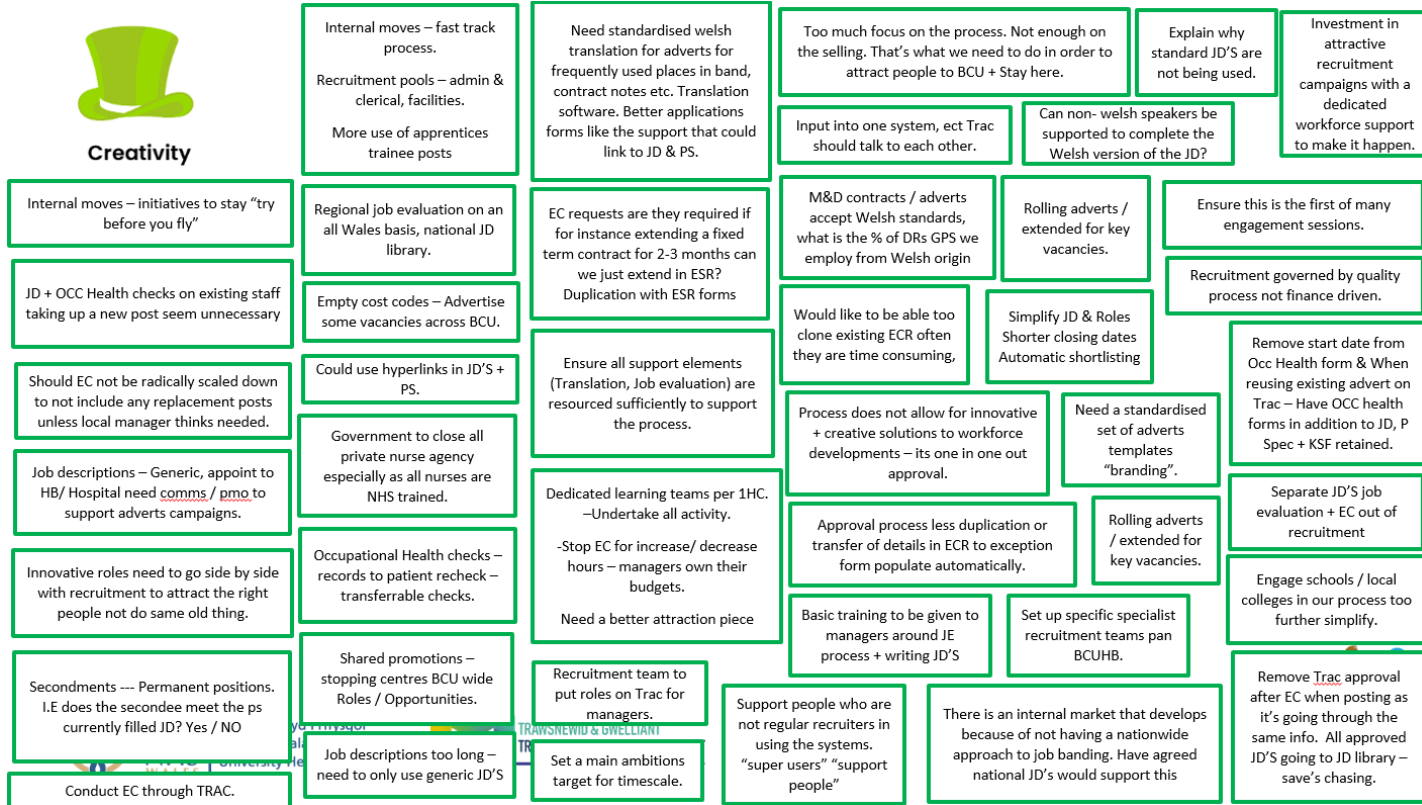 Creativity
Internal moves – initiatives to stay “try
before you fly”
JD + OCC Health checks on existing staff
taking up a new post seem unnecessary
Should EC not be radically scaled down
to not include any replacement posts
unless local manager thinks needed.
Job descriptions – Generic, appoint to
HB/ Hospital need comms / pmo to
support adverts campaigns.
Innovative roles need to go side by side
with recruitment to attract the right
people not do same old thing.
Secondments --- Permanent positions.
I.E does the secondee meet the ps
currently filled JD? Yes / NO
Conduct EC through TRAC.
Internal moves – fast track
process.
Recruitment pools – admin &
clerical, facilities.
More use of apprentices
trainee posts
Regional job evaluation on an
all Wales basis, national JD
library.
Empty cost codes – Advertise
some vacancies across BCU.
Could use hyperlinks in JD’S +
PS.
Government to close all
private nurse agency
especially as all nurses are
NHS trained.
Occupational Health checks –
records to patient recheck –
transferrable checks.
Shared promotions –
stopping centres BCU wide
Roles / Opportunities.
Job descriptions too long –
need to only use generic JD’S
Need standardised welsh
translation for adverts for
frequently used places in band,
contract notes etc. Translation
software. Better applications
forms like the support that could
link to JD & PS.
EC requests are they required if
for instance extending a fixed
term contract for 2-3 months can
we just extend in ESR?
Duplication with ESR forms
Ensure all support elements
(Translation, Job evaluation) are
resourced sufficiently to support
the process.
Dedicated learning teams per 1HC.
–Undertake all activity.
-Stop EC for increase/ decrease
hours – managers own their
budgets.
Need a better attraction piece
Recruitment team to
put roles on Trac for
managers.
TRAWSNEWID & GWELLIANT
Set a main ambitions
target for timescale.
Too much focus on the process. Not enough on
the selling. That’s what we need to do in order to
attract people to BCU + Stay here.
Input into one system, ect Trac
should talk to each other.
M&D contracts / adverts
accept Welsh standards,
what is the % of DRs GPS we
employ from Welsh origin
Would like to be able too
clone existing ECR often
they are time consuming,
Process does not allow for innovative
+ creative solutions to workforce
developments – its one in one out
approval.
Approval process less duplication or
transfer of details in ECR to exception
form populate automatically.
Basic training to be given to
managers around JE
process + writing JD’S
Support people who are
not regular recruiters in
using the systems.
“super users” “support
people”
Explain why
standard JD’S are
not being used.
Can non- welsh speakers be
supported to complete the
Welsh version of the JD?
Rolling adverts /
extended for key
vacancies.
Simplify JD & Roles
Shorter closing dates
Automatic shortlisting
Need a standardised
set of adverts
templates
“branding”.
Rolling adverts
/ extended for
key vacancies.
Set up specific specialist
recruitment teams pan
BCUHB.
There is an internal market that develops
because of not having a nationwide
approach to job banding. Have agreed
national JD’s would support this
Investment in
attractive
recruitment
campaigns with a
dedicated
workforce support
to make it happen.
Ensure this is the first of many
engagement sessions.
Recruitment governed by quality
process not finance driven.
Remove start date from
Occ Health form & When
reusing existing advert on
Trac – Have OCC health
forms in addition to JD, P
Spec + KSF retained.
Separate JD’S job
evaluation + EC out of
recruitment
Engage schools / local
colleges in our process too
further simplify.
Remove Trac approval
after EC when posting as
it’s going through the
same info.  All approved
JD’S going to JD library –
save’s chasing.